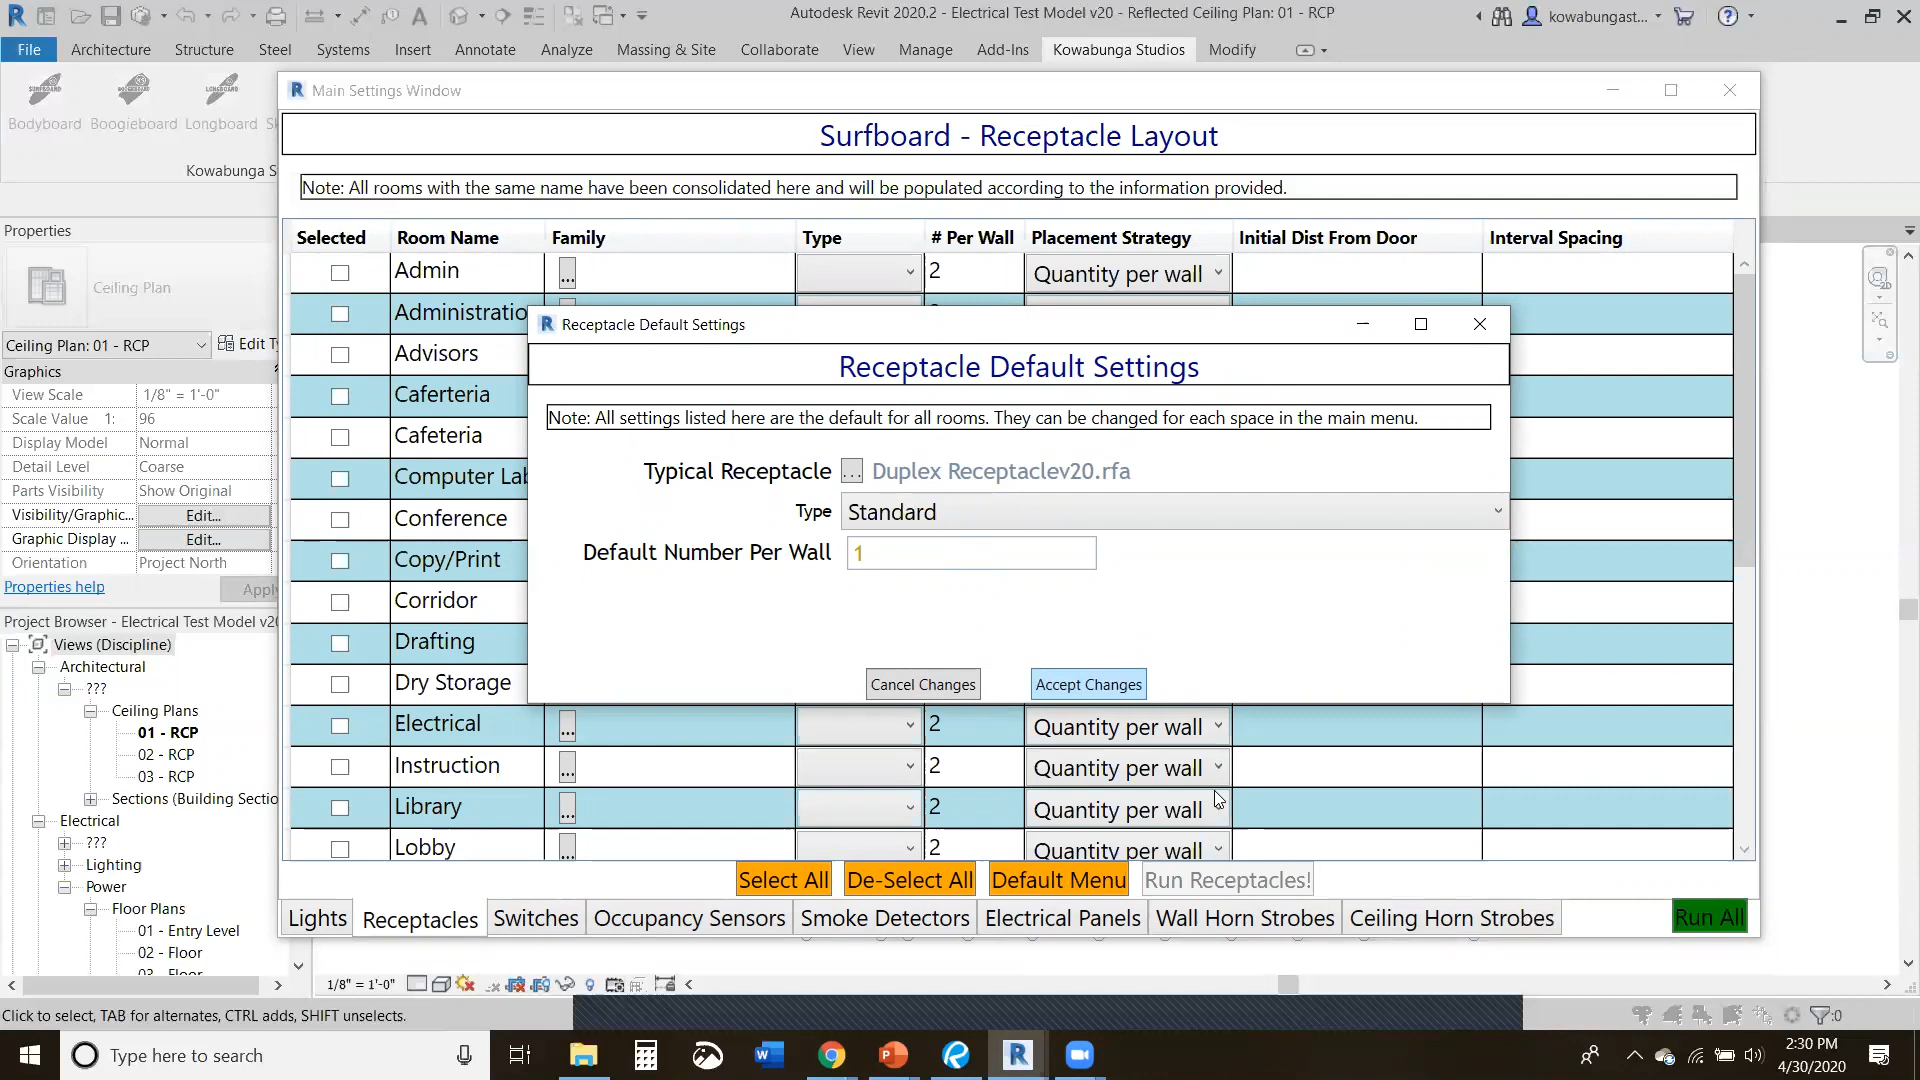 Autodesk Revit 2020.2 - Electrical Test Model v20 - Reflected Ceiling Plan: 01 - RCP
kowabungast...
File Architecture Structure Steel Systems Insert Annotate Analyze Massing & Site Collaborate View Manage Add-Ins Kowabunga Studios Modify
Bodyboard Boogieboard Longboard
Kowabunga
Main Settings Window
Surfboard - Receptacle Layout
Note: All rooms with the same name have been consolidated here and will be populated according to the information provided.
Selected Room Name Family Type # Per Wall Placement Strategy Initial Dist From Door Interval Spacing
Admin ... 2 Quantity per wall
Administratio
Advisors
Caferteria
Cafeteria
Computer Lab
Conference
Copy/Print
Corridor
Drafting
Dry Storage
Electrical ... 2 Quantity per wall
Instruction ... 2 Quantity per wall
Library ... 2 Quantity per wall
Lobby ... 2 Quantity per wall
Receptacle Default Settings
Receptacle Default Settings
Note: All settings listed here are the default for all rooms. They can be changed for each space in the main menu.
Typical Receptacle ... Duplex Receptaclev20.rfa
Type Standard
Default Number Per Wall 1
Cancel Changes Accept Changes
Select All De-Select All Default Menu Run Receptacles!
Lights Receptacles Switches Occupancy Sensors Smoke Detectors Electrical Panels Wall Horn Strobes Ceiling Horn Strobes Run All
Properties
Ceiling Plan
Ceiling Plan: 01 - RCP Edit Ty
Graphics
View Scale 1/8" = 1'-0"
Scale Value 1: 96
Display Model Normal
Detail Level Coarse
Parts Visibility Show Original
Visibility/Graphic... Edit...
Graphic Display ... Edit...
Orientation Project North
Properties help Apply
Project Browser - Electrical Test Model v20
Views (Discipline)
Architectural
???
Ceiling Plans
01 - RCP
02 - RCP
03 - RCP
Sections (Building Sectio
Electrical
???
Lighting
Power
Floor Plans
01 - Entry Level
02 - Floor
03 - Floor
1/8" = 1'-0"
Click to select, TAB for alternates, CTRL adds, SHIFT unselects.
:0
Type here to search
2:30 PM
4/30/2020